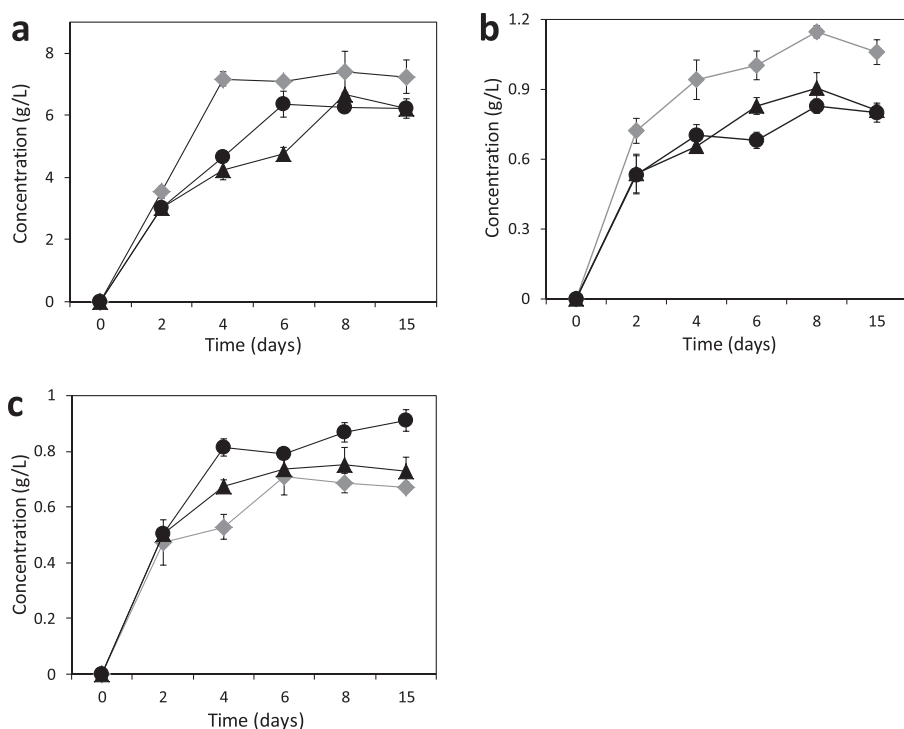 a
8
6
4
2
0
Concentration (g/L)
0 2 4 6 8 15
Time (days)
b
1.2
0.9
0.6
0.3
0
Concentration (g/L)
0 2 4 6 8 15
Time (days)
c
1
0.8
0.6
0.4
0.2
0
Concentration (g/L)
0 2 4 6 8 15
Time (days)